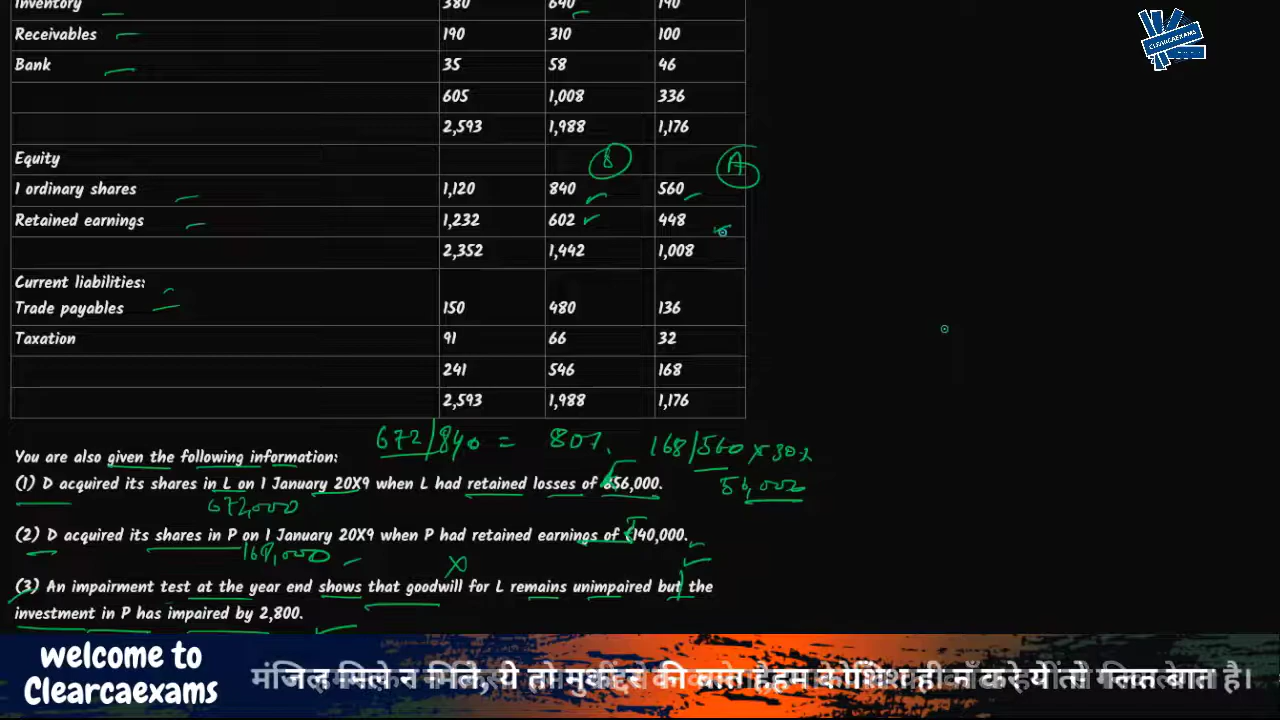 Inventory 380 640 190
Receivables 190 310 100
Bank 35 58 46
605 1,008 336
2,593 1,988 1,176
Equity
1 ordinary shares 1,120 840 560
Retained earnings 1,232 602 448
2,352 1,442 1,008
Current liabilities:
Trade payables 150 480 136
Taxation 91 66 32
241 546 168
2,593 1,988 1,176
672/840 = 80%. 168/560 × 30%
You are also given the following information:
(1) D acquired its shares in L on 1 January 20X9 when L had retained losses of 56,000.
56,000
672,000
(2) D acquired its shares in P on 1 January 20X9 when P had retained earnings of 140,000.
(3) An impairment test at the year end shows that goodwill for L remains unimpaired but the
investment in P has impaired by 2,800.
CLEARCAEXAMS
welcome to
Clearcaexams